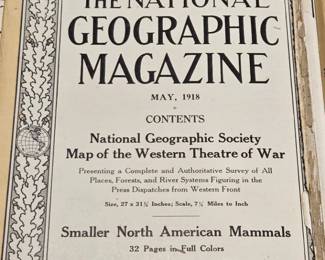 THE NATIONAL
GEOGRAPHIC
MAGAZINE
MAY, 1918
CONTENTS
National Geographic Society
Map of the Western Theatre of War
Presenting a Complete and Authoritative Survey of All
Places, Forests, and River Systems Figuring in the
Press Dispatches from Western Front
Size, 27 x 31½ Inches; Scale, 7½ Miles to Inch
Smaller North American Mammals
32 Pages in Full Colors